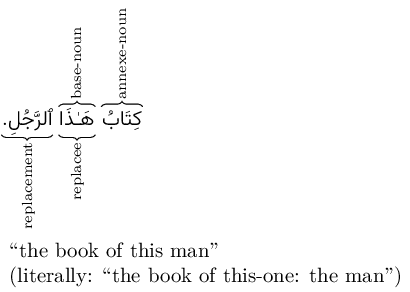 annexe-noun
base-noun
كِتَابُ هَـٰذَا ٱلرَّجُلِ.
replacee
replacement
“the book of this man”
(literally: “the book of this-one: the man”)